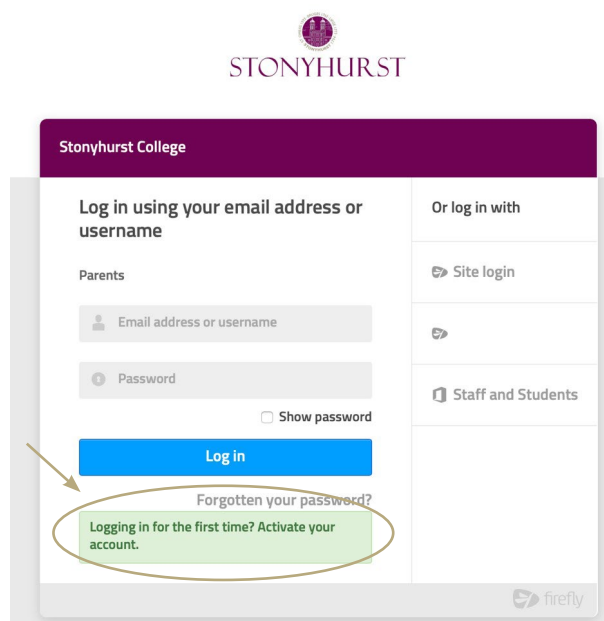 STONYHURST
Stonyhurst College
Log in using your email address or
username
Parents
Email address or username
Password
Show password
Log in
Forgotten your password?
Logging in for the first time? Activate your
account.
Or log in with
Site login
Staff and Students
firefly